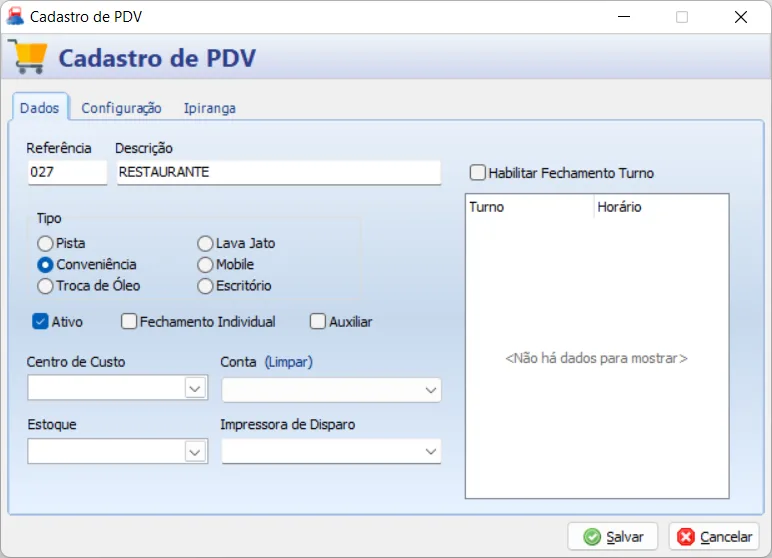 Cadastro de PDV
Cadastro de PDV
Dados Configuração Ipiranga
Referência Descrição
027 RESTAURANTE
Habilitar Fechamento Turno
Turno Horário
Tipo
Pista Lava Jato
Conveniência Mobile
Troca de Óleo Escritório
Ativo Fechamento Individual Auxiliar
<Não há dados para mostrar>
Centro de Custo Conta (Limpar)
Estoque Impressora de Disparo
Salvar Cancelar